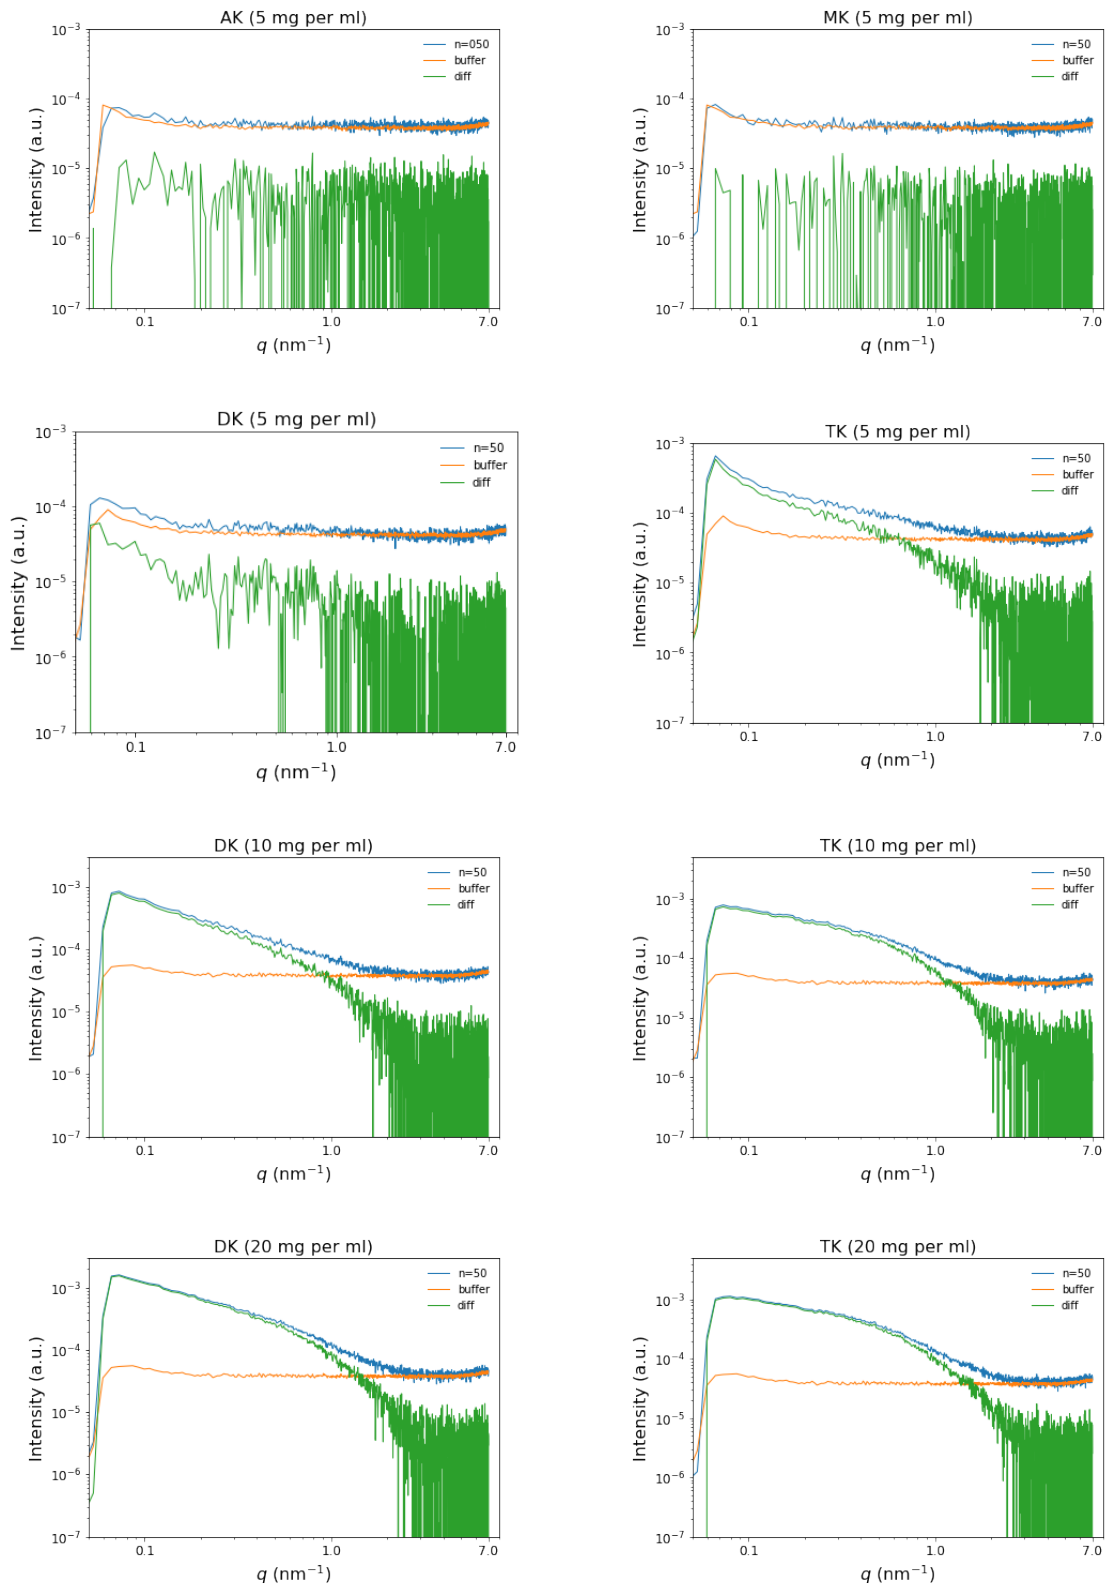 AK (5 mg per ml)
10⁻³
10⁻⁴
10⁻⁵
10⁻⁶
10⁻⁷
Intensity (a.u.)
n=050
buffer
diff
0.1 1.0 7.0
q (nm⁻¹)
MK (5 mg per ml)
10⁻³
10⁻⁴
10⁻⁵
10⁻⁶
10⁻⁷
Intensity (a.u.)
n=50
buffer
diff
0.1 1.0 7.0
q (nm⁻¹)
DK (5 mg per ml)
10⁻³
10⁻⁴
10⁻⁵
10⁻⁶
10⁻⁷
Intensity (a.u.)
n=50
buffer
diff
0.1 1.0 7.0
q (nm⁻¹)
TK (5 mg per ml)
10⁻³
10⁻⁴
10⁻⁵
10⁻⁶
10⁻⁷
Intensity (a.u.)
n=50
buffer
diff
0.1 1.0 7.0
q (nm⁻¹)
DK (10 mg per ml)
10⁻³
10⁻⁴
10⁻⁵
10⁻⁶
10⁻⁷
Intensity (a.u.)
n=50
buffer
diff
0.1 1.0 7.0
q (nm⁻¹)
TK (10 mg per ml)
10⁻³
10⁻⁴
10⁻⁵
10⁻⁶
10⁻⁷
Intensity (a.u.)
n=50
buffer
diff
0.1 1.0 7.0
q (nm⁻¹)
DK (20 mg per ml)
10⁻³
10⁻⁴
10⁻⁵
10⁻⁶
10⁻⁷
Intensity (a.u.)
n=50
buffer
diff
0.1 1.0 7.0
q (nm⁻¹)
TK (20 mg per ml)
10⁻³
10⁻⁴
10⁻⁵
10⁻⁶
10⁻⁷
Intensity (a.u.)
n=50
buffer
diff
0.1 1.0 7.0
q (nm⁻¹)